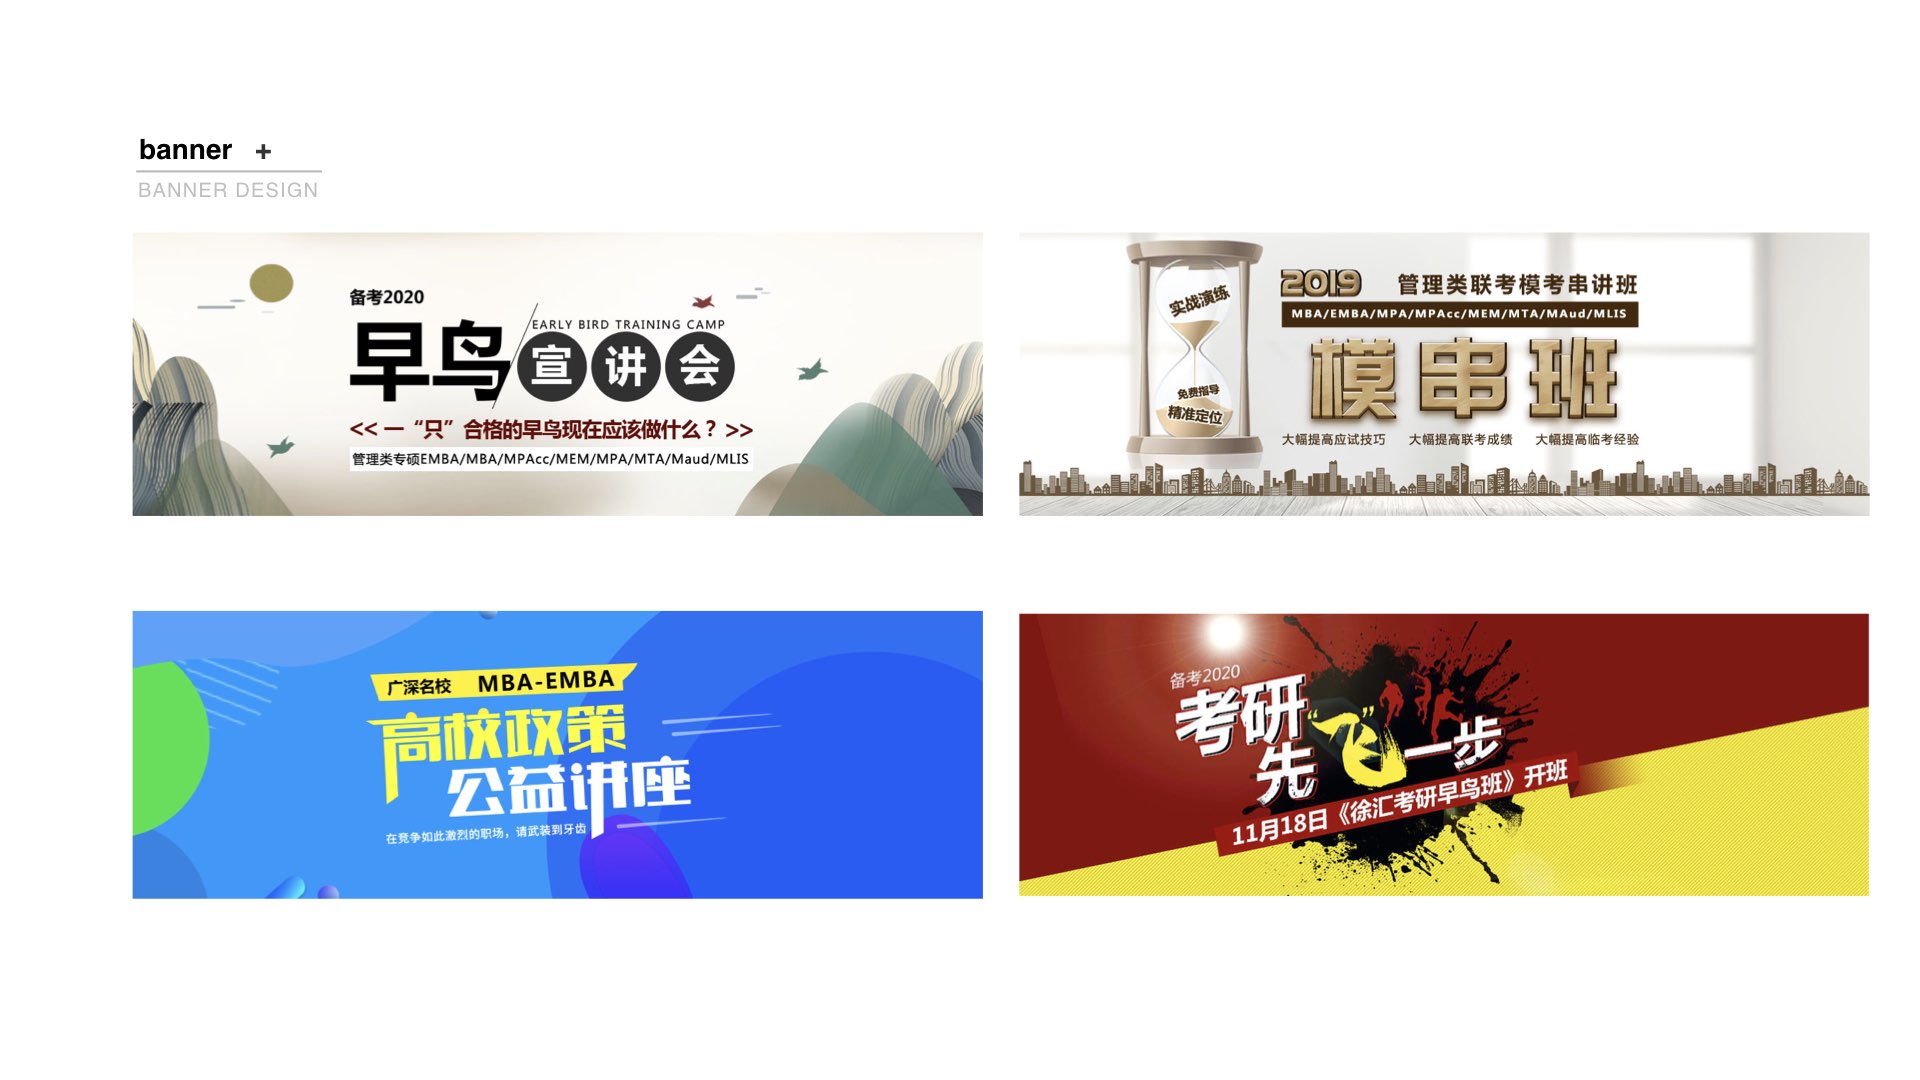 banner +
BANNER DESIGN
备考2020
早鸟宣讲会
EARLY BIRD TRAINING CAMP
<< 一“只”合格的早鸟现在应该做什么？>>
管理类专硕EMBA/MBA/MPAcc/MEM/MPA/MTA/Maud/MLIS
实战演练
免费指导
精准定位
2019 管理类联考模考串讲班
MBA/EMBA/MPA/MPAcc/MEM/MTA/MAud/MLIS
模串班
大幅提高应试技巧 大幅提高联考成绩 大幅提高临考经验
广深名校 MBA-EMBA
高校政策
公益讲座
在竞争如此激烈的职场，请武装到牙齿
备考2020
考研
先“飞”一步
11月18日《徐汇考研早鸟班》开班